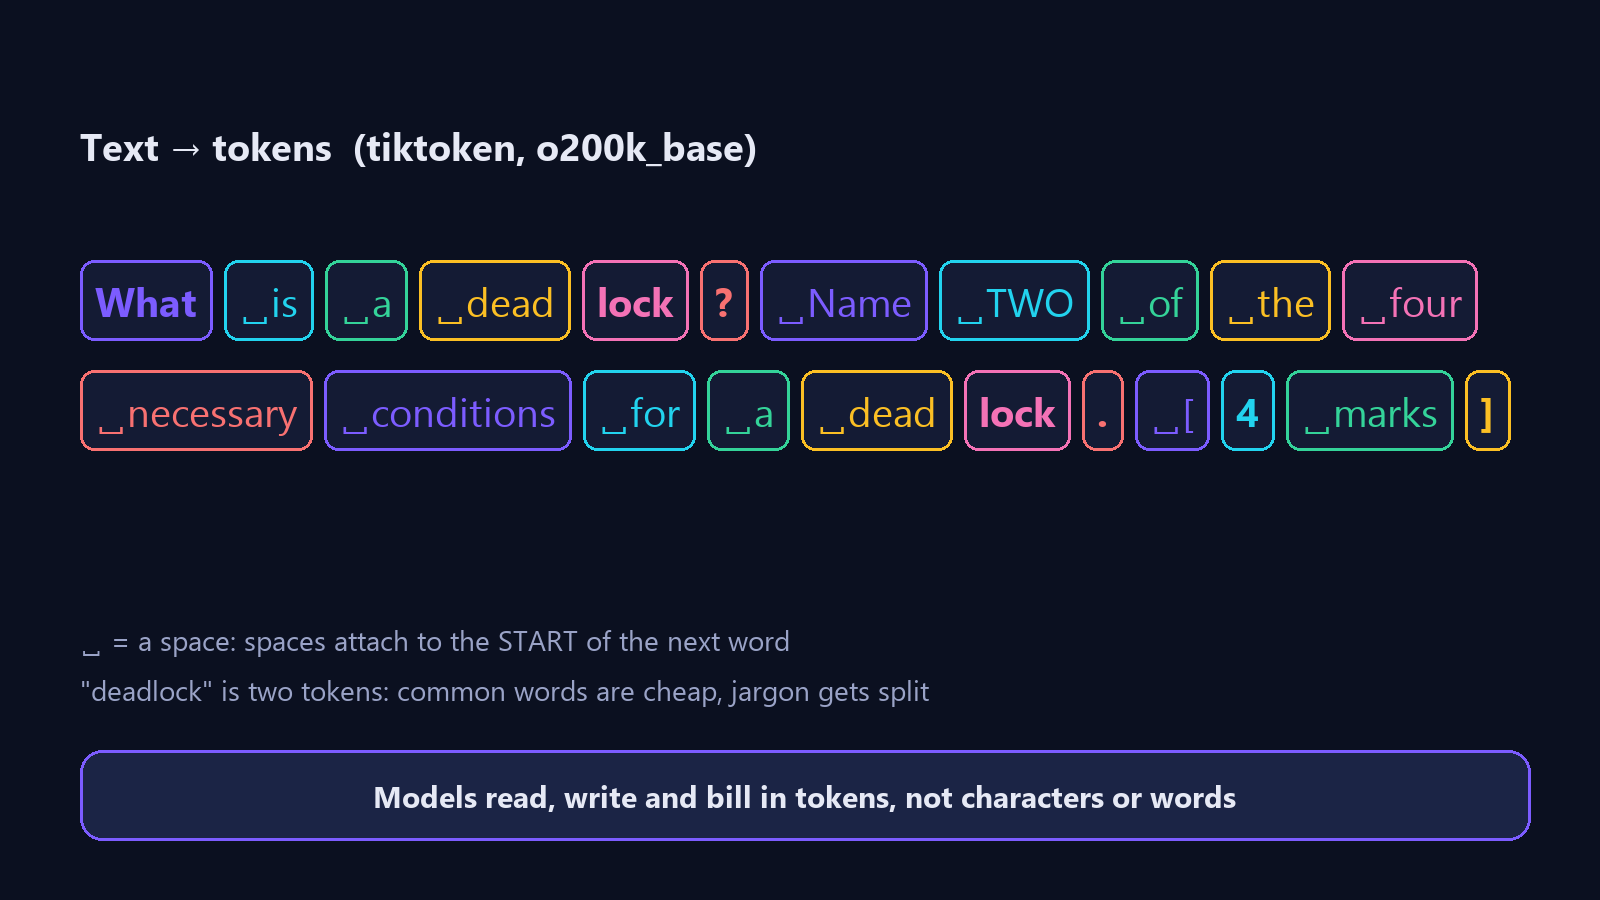 Text → tokens (tiktoken, o200k_base)
What ␣is ␣a ␣dead lock ? ␣Name ␣TWO ␣of ␣the ␣four
␣necessary ␣conditions ␣for ␣a ␣dead lock . ␣[ 4 ␣marks ]
␣ = a space: spaces attach to the START of the next word
"deadlock" is two tokens: common words are cheap, jargon gets split
Models read, write and bill in tokens, not characters or words